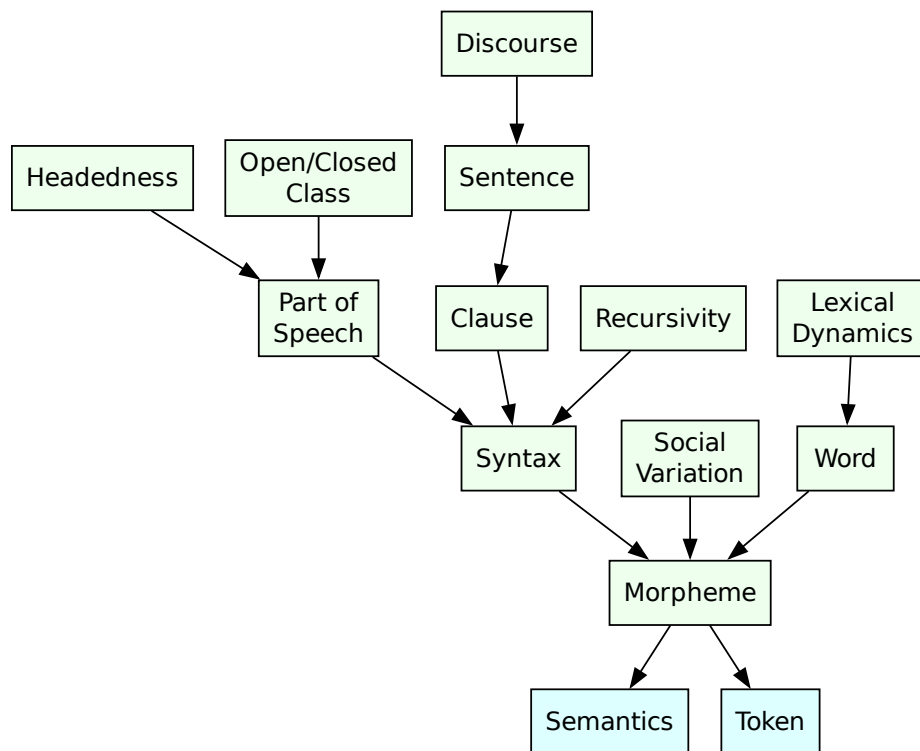 Discourse
Headedness
Open/Closed
Class
Sentence
Part of
Speech
Clause
Recursivity
Lexical
Dynamics
Syntax
Social
Variation
Word
Morpheme
Semantics
Token